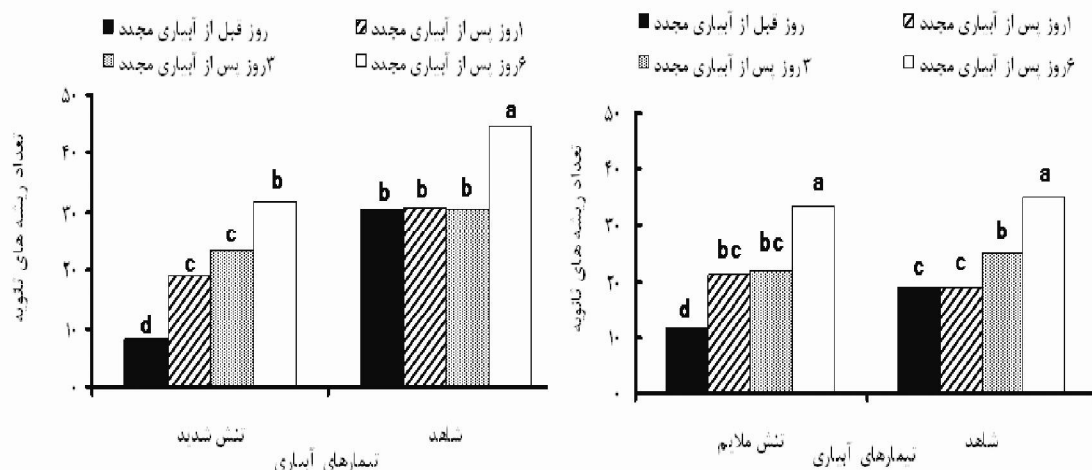 روز قبل از آبیاری مجدد
۱روز پس از آبیاری مجدد
۳روز پس از آبیاری مجدد
۶روز پس از آبیاری مجدد
تعداد ریشه های ثانویه
۵۰
۴۰
۳۰
۲۰
۱۰
۰
d
c
c
b
b
b
b
a
تنش شدید
شاهد
تیمارهای آبیاری
روز قبل از آبیاری مجدد
۱روز پس از آبیاری مجدد
۳روز پس از آبیاری مجدد
۶روز پس از آبیاری مجدد
تعداد ریشه های ثانویه
۵۰
۴۰
۳۰
۲۰
۱۰
۰
d
bc
bc
a
c
c
b
a
تنش ملایم
شاهد
تیمارهای آبیاری